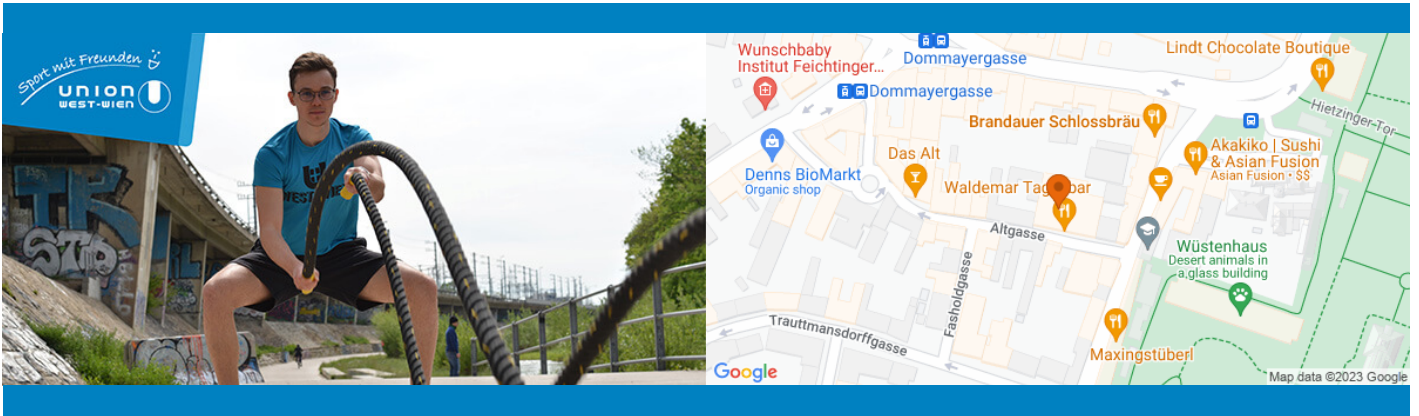 Sport mit Freunden
UNION
WEST-WIEN
Wunschbaby
Institut Feichtinger...
Dommayergasse
Dommayergasse
Lindt Chocolate Boutique
Hietzinger Tor
Brandauer Schlossbräu
Akakiko | Sushi
& Asian Fusion
Asian Fusion • $$
Denns BioMarkt
Organic shop
Das Alt
Waldemar Tag bar
Altgasse
Wüstenhaus
Desert animals in
a glass building
Fasholdgasse
Trauttmansdorffgasse
Maxingstüberl
Google
Map data ©2023 Google